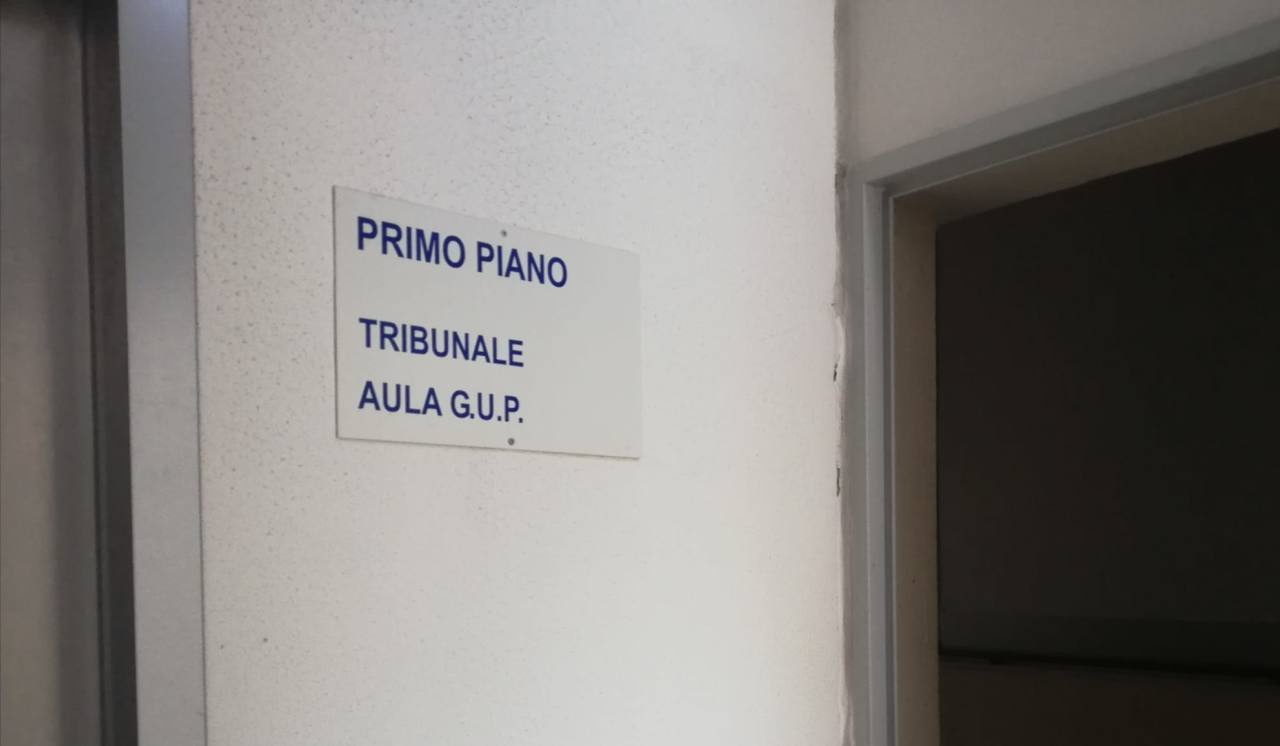 PRIMO PIANO
TRIBUNALE
AULA G.U.P.